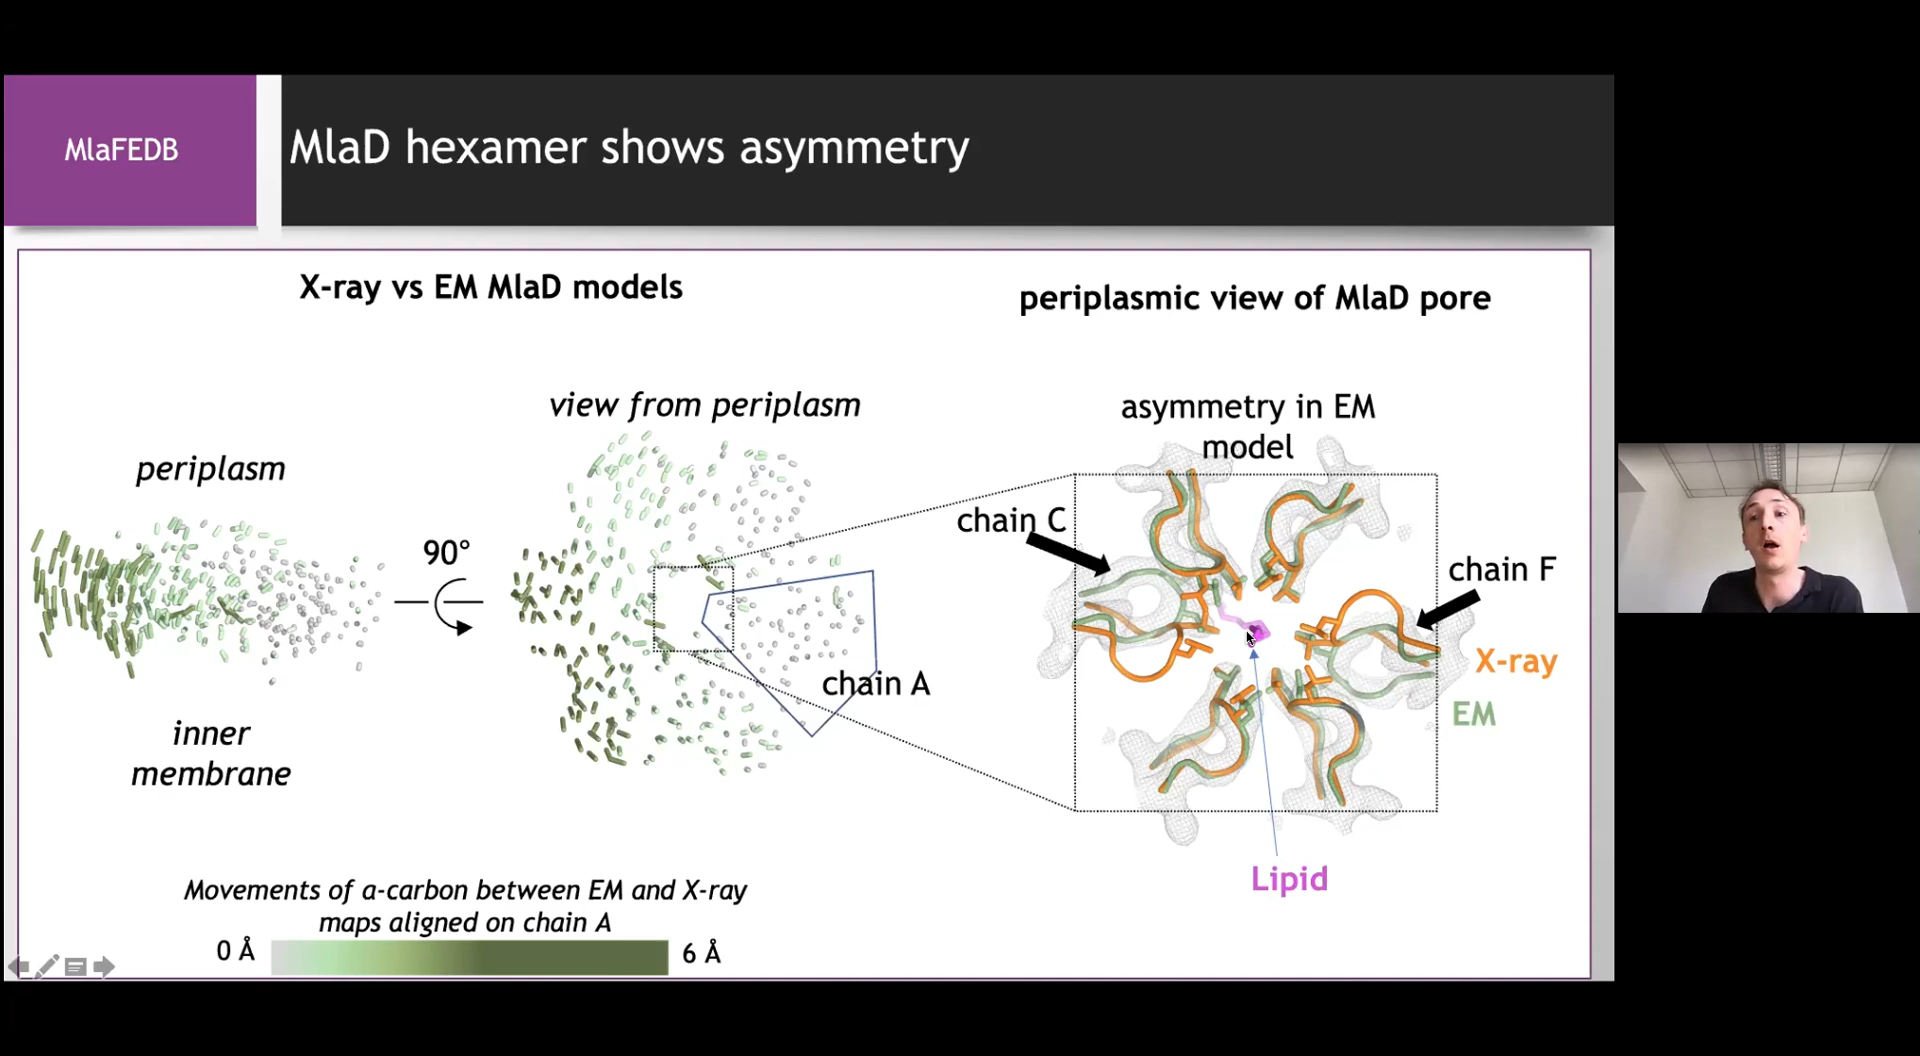 MlaFEDB
MlaD hexamer shows asymmetry
X-ray vs EM MlaD models
periplasmic view of MlaD pore
view from periplasm
periplasm
90°
inner
membrane
chain A
asymmetry in EM
model
chain C
chain F
X-ray
EM
Lipid
Movements of a-carbon between EM and X-ray
maps aligned on chain A
0 Å
6 Å